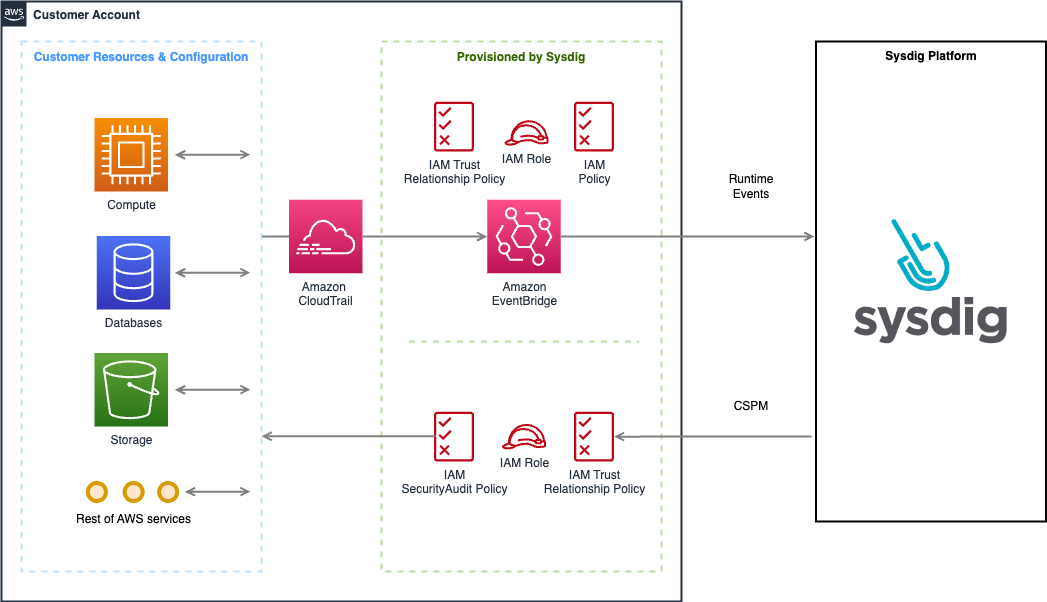 aws
Customer Account
Customer Resources & Configuration
Compute
Databases
Storage
Rest of AWS services
Amazon
CloudTrail
Provisioned by Sysdig
IAM Trust
Relationship Policy
IAM Role
IAM
Policy
Amazon
EventBridge
IAM
SecurityAudit Policy
IAM Role
IAM Trust
Relationship Policy
Runtime
Events
CSPM
Sysdig Platform
sysdig